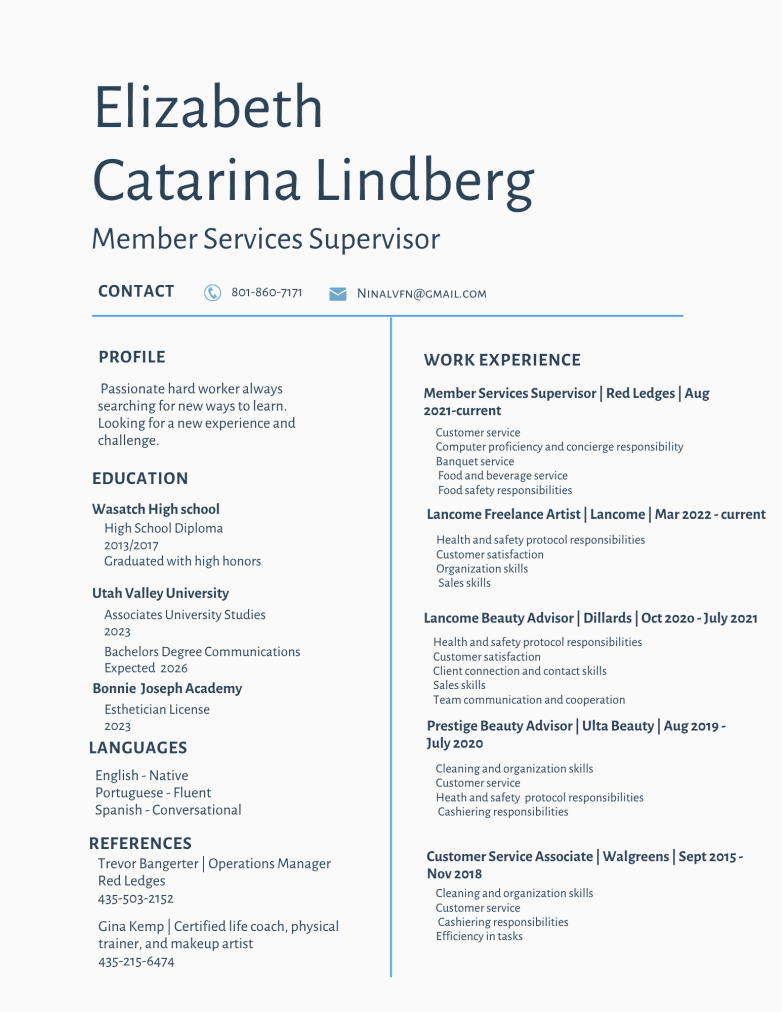 Elizabeth
Catarina Lindberg
Member Services Supervisor
CONTACT 801-860-7171 Ninalvfn@gmail.com
PROFILE
Passionate hard worker always
searching for new ways to learn.
Looking for a new experience and
challenge.
EDUCATION
Wasatch High school
High School Diploma
2013/2017
Graduated with high honors
Utah Valley University
Associates University Studies
2023
Bachelors Degree Communications
Expected 2026
Bonnie Joseph Academy
Esthetician License
2023
LANGUAGES
English - Native
Portuguese - Fluent
Spanish - Conversational
REFERENCES
Trevor Bangerter | Operations Manager
Red Ledges
435-503-2152
Gina Kemp | Certified life coach, physical
trainer, and makeup artist
435-215-6474
WORK EXPERIENCE
Member Services Supervisor | Red Ledges | Aug
2021-current
Customer service
Computer proficiency and concierge responsibility
Banquet service
Food and beverage service
Food safety responsibilities
Lancome Freelance Artist | Lancome | Mar 2022 - current
Health and safety protocol responsibilities
Customer satisfaction
Organization skills
Sales skills
Lancome Beauty Advisor | Dillards | Oct 2020 - July 2021
Health and safety protocol responsibilities
Customer satisfaction
Client connection and contact skills
Sales skills
Team communication and cooperation
Prestige Beauty Advisor | Ulta Beauty | Aug 2019 -
July 2020
Cleaning and organization skills
Customer service
Heath and safety protocol responsibilities
Cashiering responsibilities
Customer Service Associate | Walgreens | Sept 2015 -
Nov 2018
Cleaning and organization skills
Customer service
Cashiering responsibilities
Efficiency in tasks